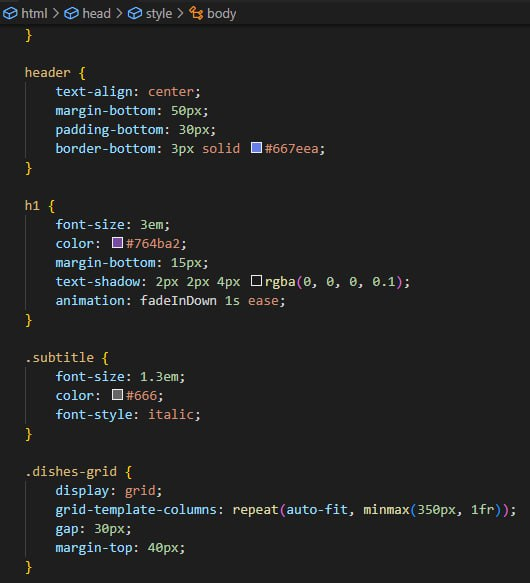 html > head > style > body
}
header {
text-align: center;
margin-bottom: 50px;
padding-bottom: 30px;
border-bottom: 3px solid #667eea;
}
h1 {
font-size: 3em;
color: #764ba2;
margin-bottom: 15px;
text-shadow: 2px 2px 4px rgba(0, 0, 0, 0.1);
animation: fadeInDown 1s ease;
}
.subtitle {
font-size: 1.3em;
color: #666;
font-style: italic;
}
.dishes-grid {
display: grid;
grid-template-columns: repeat(auto-fit, minmax(350px, 1fr));
gap: 30px;
margin-top: 40px;
}